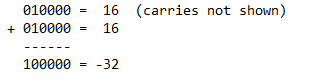 010000 =  16  (carries not shown)
+ 010000 =  16
------
100000 = -32